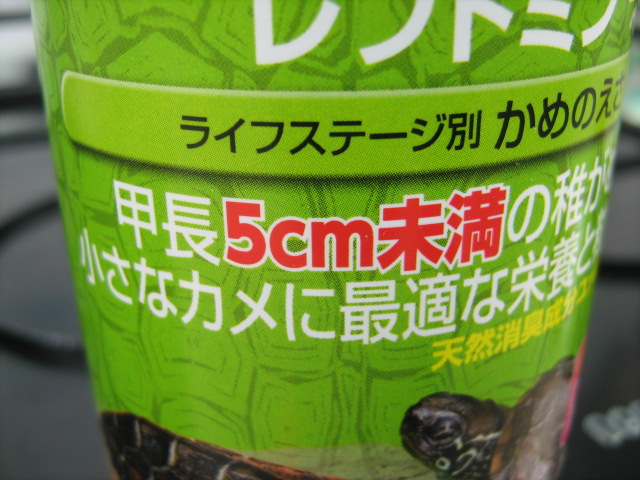 レプトミン
ライフステージ別 かめのえさ
甲長5cm未満の稚が
小さなカメに最適な栄養と
天然消臭成分ユ